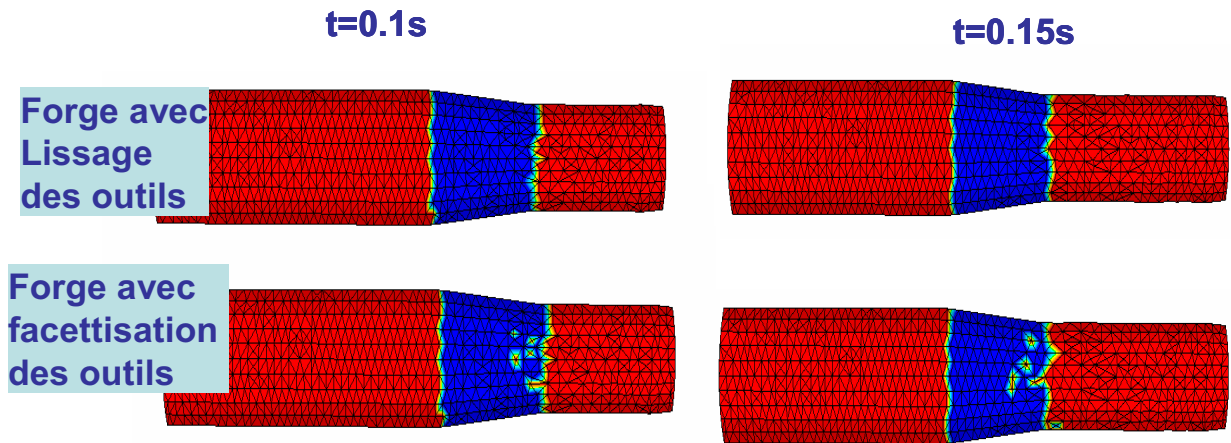 t=0.1s
t=0.15s
Forge avec
Lissage
des outils
Forge avec
facettisation
des outils